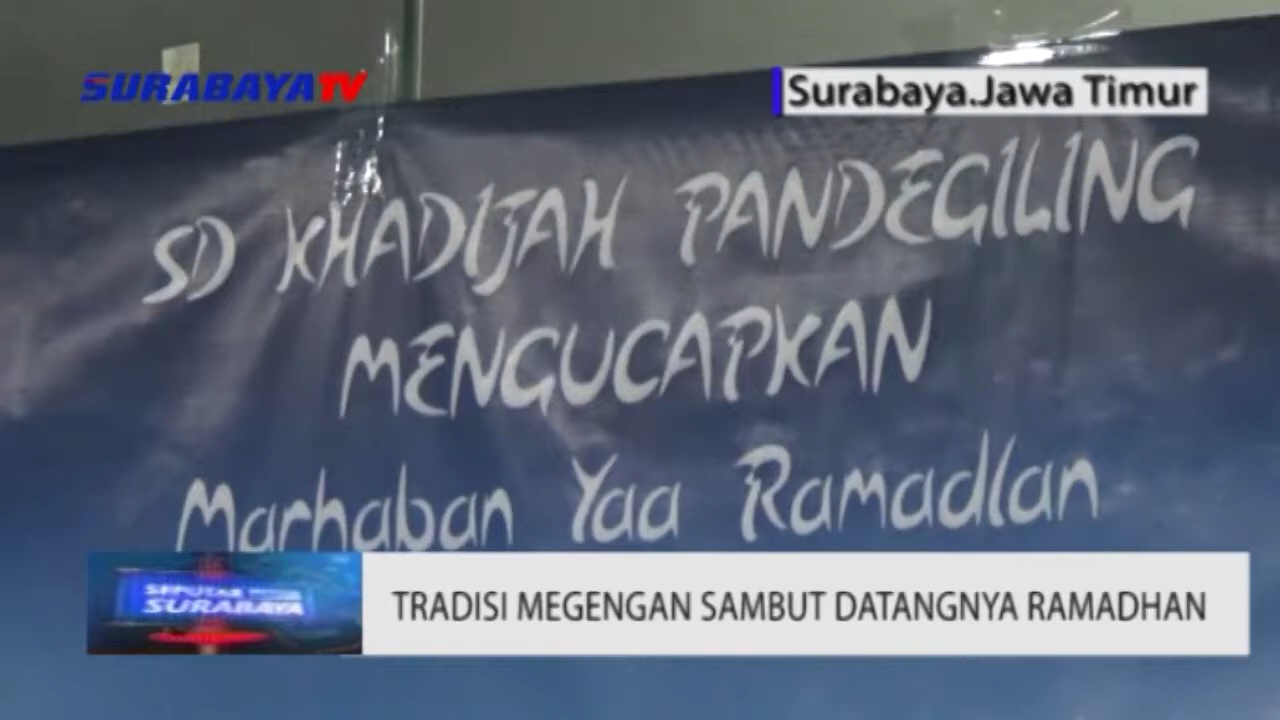 SURABAYATV
Surabaya.Jawa Timur
SD KHADIJAH PANDEGILING
MENGUCAPKAN
Marhaban Yaa Ramadlan
SURABAYA
TRADISI MEGENGAN SAMBUT DATANGNYA RAMADHAN